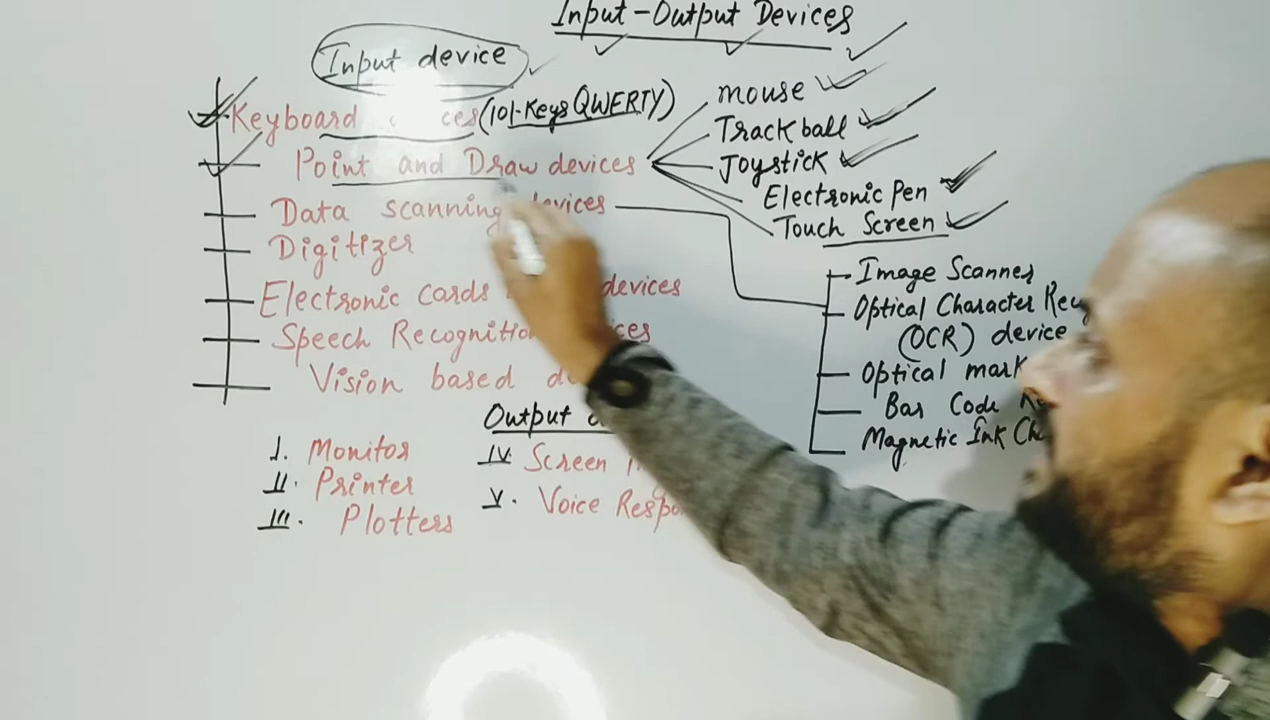 Input-Output Devices
Input device
Keyboard (101-Keys QWERTY)
Point and Draw devices
mouse
Track ball
Joystick
Electronic Pen
Touch Screen
Data scanning devices
Image Scanner
Optical Character
(OCR) device
Optical mark
Bar Code
Magnetic Ink
Digitizer
Electronic cards devices
Speech Recognition
Vision based
Output
I. Monitor
II. Printer
III. Plotters
IV. Screen
V. Voice